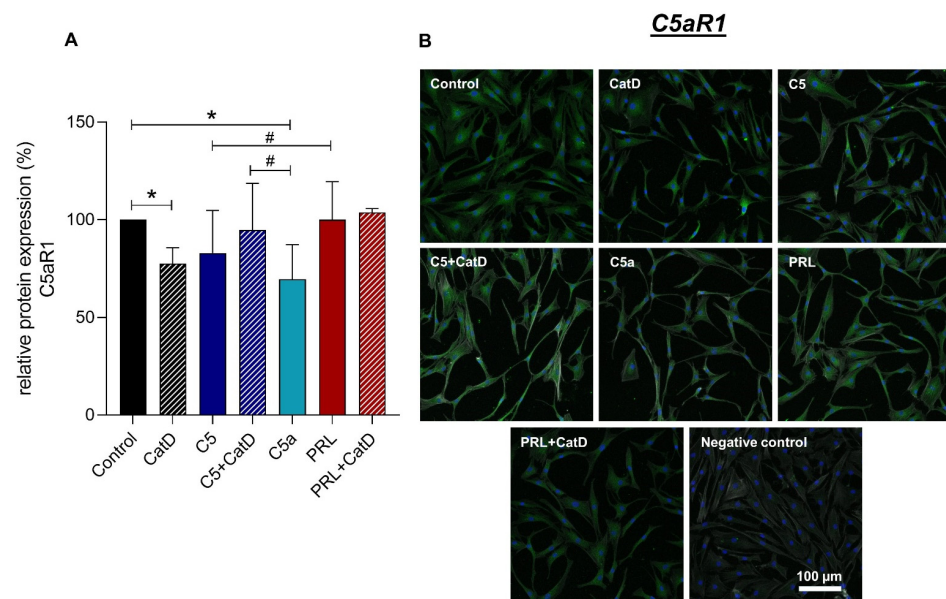 C5aR1
A
B
relative protein expression (%)
C5aR1
150
100
50
0
*
#
#
*
Control
CatD
C5
C5+CatD
C5a
PRL
PRL+CatD
Control
CatD
C5
C5+CatD
C5a
PRL
PRL+CatD
Negative control
100 µm